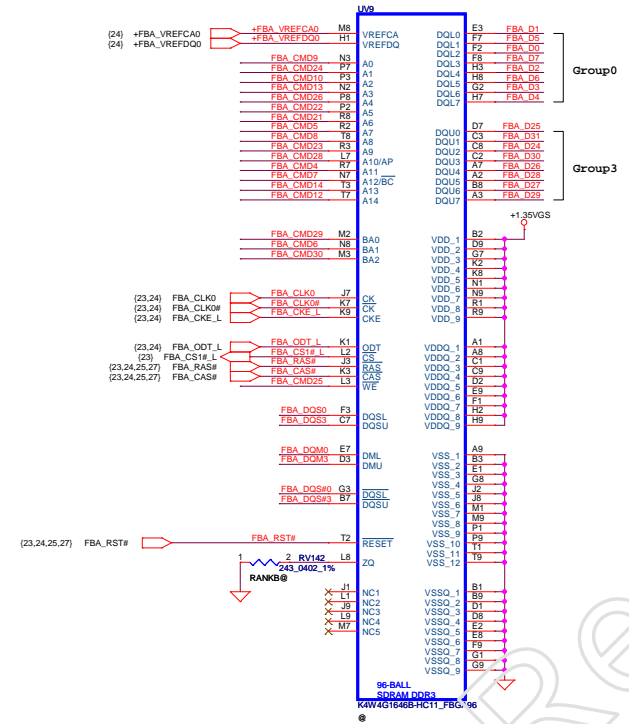 UV9
{24} +FBA_VREFCA0 +FBA_VREFCA0 M8 VREFCA DQL0 E3 FBA_D1
{24} +FBA_VREFDQ0 +FBA_VREFDQ0 H1 VREFDQ DQL1 F7 FBA_D5
DQL2 F2 FBA_D0
FBA_CMD9 N3 A0 DQL3 F8 FBA_D7
FBA_CMD24 P7 A1 DQL4 H3 FBA_D2
FBA_CMD10 P3 A2 DQL5 H8 FBA_D6
FBA_CMD13 N2 A3 DQL6 G2 FBA_D3
FBA_CMD26 P8 A4 DQL7 H7 FBA_D4
Group0
FBA_CMD22 P2 A5
FBA_CMD21 R8 A6
FBA_CMD5 R2 A7 DQU0 D7 FBA_D25
FBA_CMD8 T8 A8 DQU1 C3 FBA_D31
FBA_CMD23 R3 A9 DQU2 C8 FBA_D24
FBA_CMD28 L7 A10/AP DQU3 C2 FBA_D30
FBA_CMD4 R7 A11 DQU4 A7 FBA_D26
FBA_CMD7 N7 A12/BC DQU5 A2 FBA_D28
FBA_CMD14 T3 A13 DQU6 B8 FBA_D27
FBA_CMD12 T7 A14 DQU7 A3 FBA_D29
Group3
+1.35VGS
FBA_CMD29 M2 BA0 VDD_1 B2
FBA_CMD6 N8 BA1 VDD_2 D9
FBA_CMD30 M3 BA2 VDD_3 G7
VDD_4 K2
VDD_5 K8
VDD_6 N1
{23,24} FBA_CLK0 FBA_CLK0 J7 CK VDD_7 N9
{23,24} FBA_CLK0# FBA_CLK0# K7 CK VDD_8 R1
{23,24} FBA_CKE_L FBA_CKE_L K9 CKE VDD_9 R9
{23,24} FBA_ODT_L FBA_ODT_L K1 ODT VDDQ_1 A1
{23} FBA_CS1#_L FBA_CS1#_L L2 CS VDDQ_2 A8
{23,24,25,27} FBA_RAS# FBA_RAS# J3 RAS VDDQ_3 C1
{23,24,25,27} FBA_CAS# FBA_CAS# K3 CAS VDDQ_4 C9
FBA_CMD25 L3 WE VDDQ_5 D2
VDDQ_6 E9
VDDQ_7 F1
FBA_DQS0 F3 DQSL VDDQ_8 H2
FBA_DQS3 C7 DQSU VDDQ_9 H9
FBA_DQM0 E7 DML VSS_1 A9
FBA_DQM3 D3 DMU VSS_2 B3
VSS_3 E1
VSS_4 G8
FBA_DQS#0 G3 DQSL VSS_5 J2
FBA_DQS#3 B7 DQSU VSS_6 J8
VSS_7 M1
VSS_8 M9
VSS_9 P1
{23,24,25,27} FBA_RST# FBA_RST# T2 RESET VSS_10 P9
VSS_11 T1
1 2 RV142 L8 ZQ VSS_12 T9
243_0402_1%
RANKB@
J1 NC1 VSSQ_1 B1
L1 NC2 VSSQ_2 B9
J9 NC3 VSSQ_3 D1
L9 NC4 VSSQ_4 D8
M7 NC5 VSSQ_5 E2
VSSQ_6 E8
VSSQ_7 F9
VSSQ_8 G1
VSSQ_9 G9
96-BALL
SDRAM DDR3
K4W4G1646B-HC11_FBGA96
@